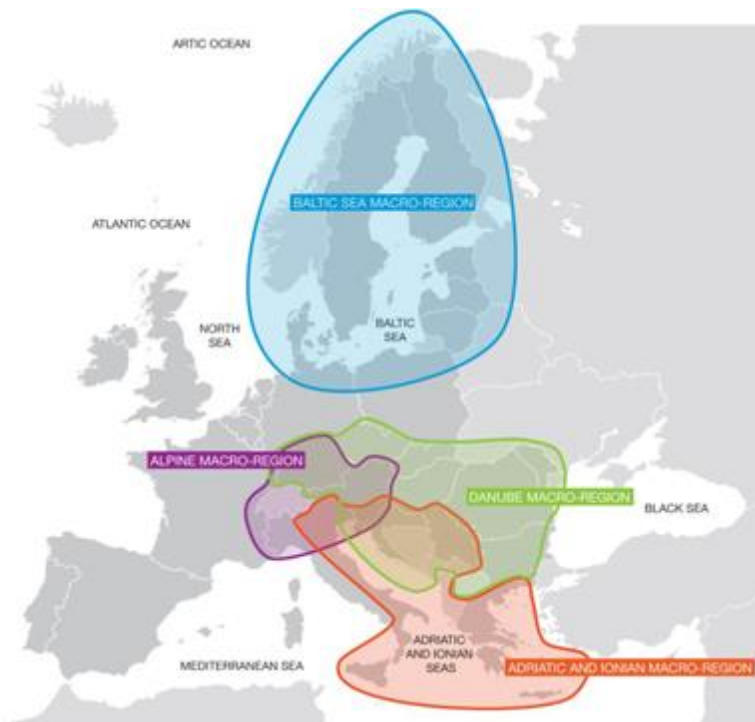 ARTIC OCEAN
BALTIC SEA MACRO-REGION
ATLANTIC OCEAN
NORTH
SEA
BALTIC
SEA
ALPINE MACRO-REGION
DANUBE MACRO-REGION
BLACK SEA
ADRIATIC
AND IONIAN
SEAS
MEDITERRANEAN SEA
ADRIATIC AND IONIAN MACRO-REGION